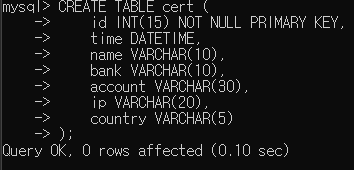 mysql> CREATE TABLE cert (
    ->     id INT(15) NOT NULL PRIMARY KEY,
    ->     time DATETIME,
    ->     name VARCHAR(10),
    ->     bank VARCHAR(10),
    ->     account VARCHAR(30),
    ->     ip VARCHAR(20),
    ->     country VARCHAR(5)
    -> );
Query OK, 0 rows affected (0.10 sec)